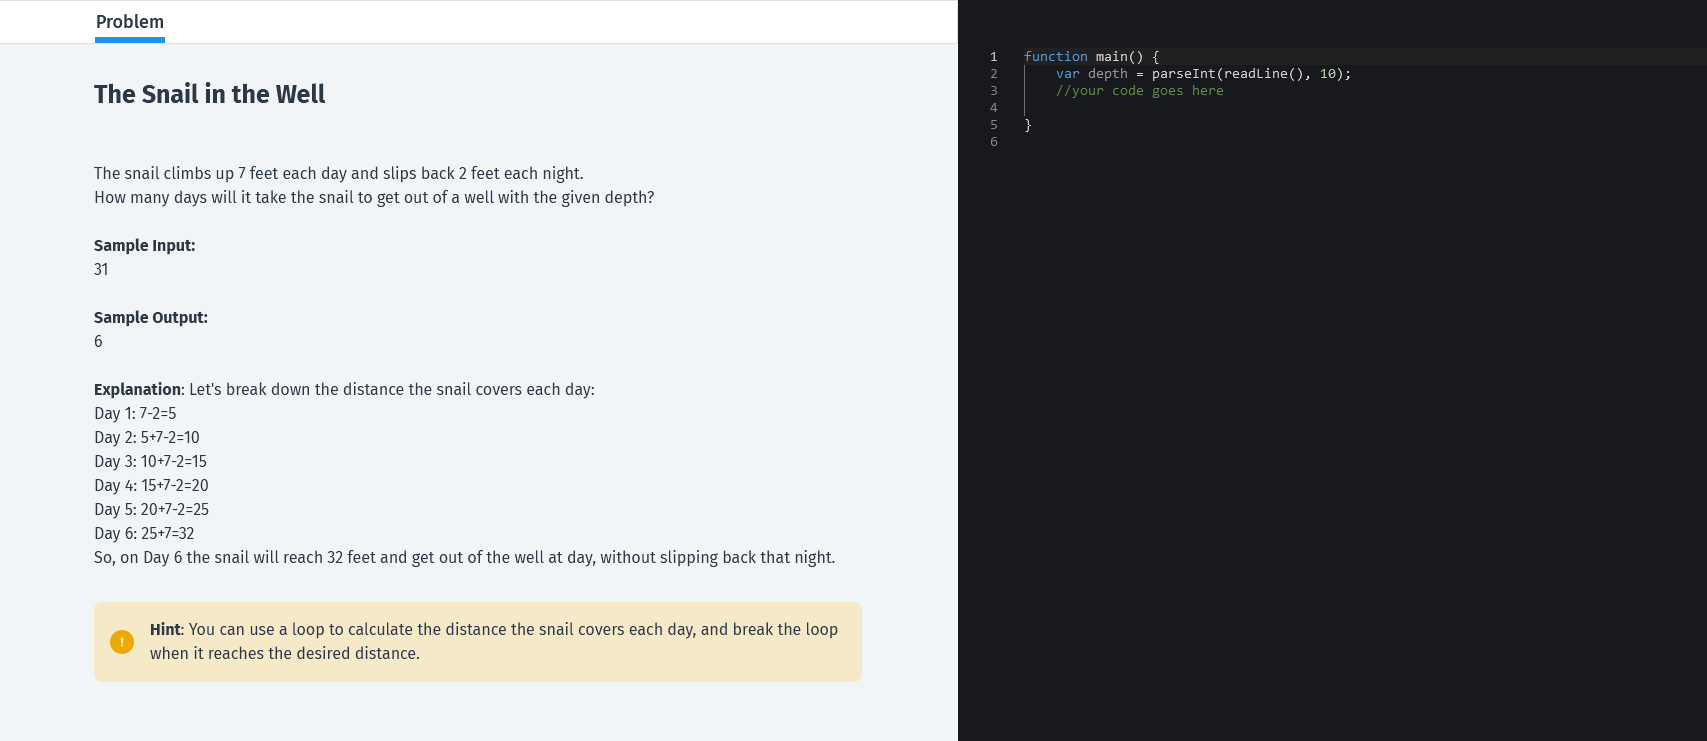 Problem
The Snail in the Well
The snail climbs up 7 feet each day and slips back 2 feet each night.
How many days will it take the snail to get out of a well with the given depth?
Sample Input:
31
Sample Output:
6
Explanation: Let's break down the distance the snail covers each day:
Day 1: 7-2=5
Day 2: 5+7-2=10
Day 3: 10+7-2=15
Day 4: 15+7-2=20
Day 5: 20+7-2=25
Day 6: 25+7=32
So, on Day 6 the snail will reach 32 feet and get out of the well at day, without slipping back that night.
Hint: You can use a loop to calculate the distance the snail covers each day, and break the loop
when it reaches the desired distance.
1 function main() {
2     var depth = parseInt(readLine(), 10);
3     //your code goes here
4
5 }
6